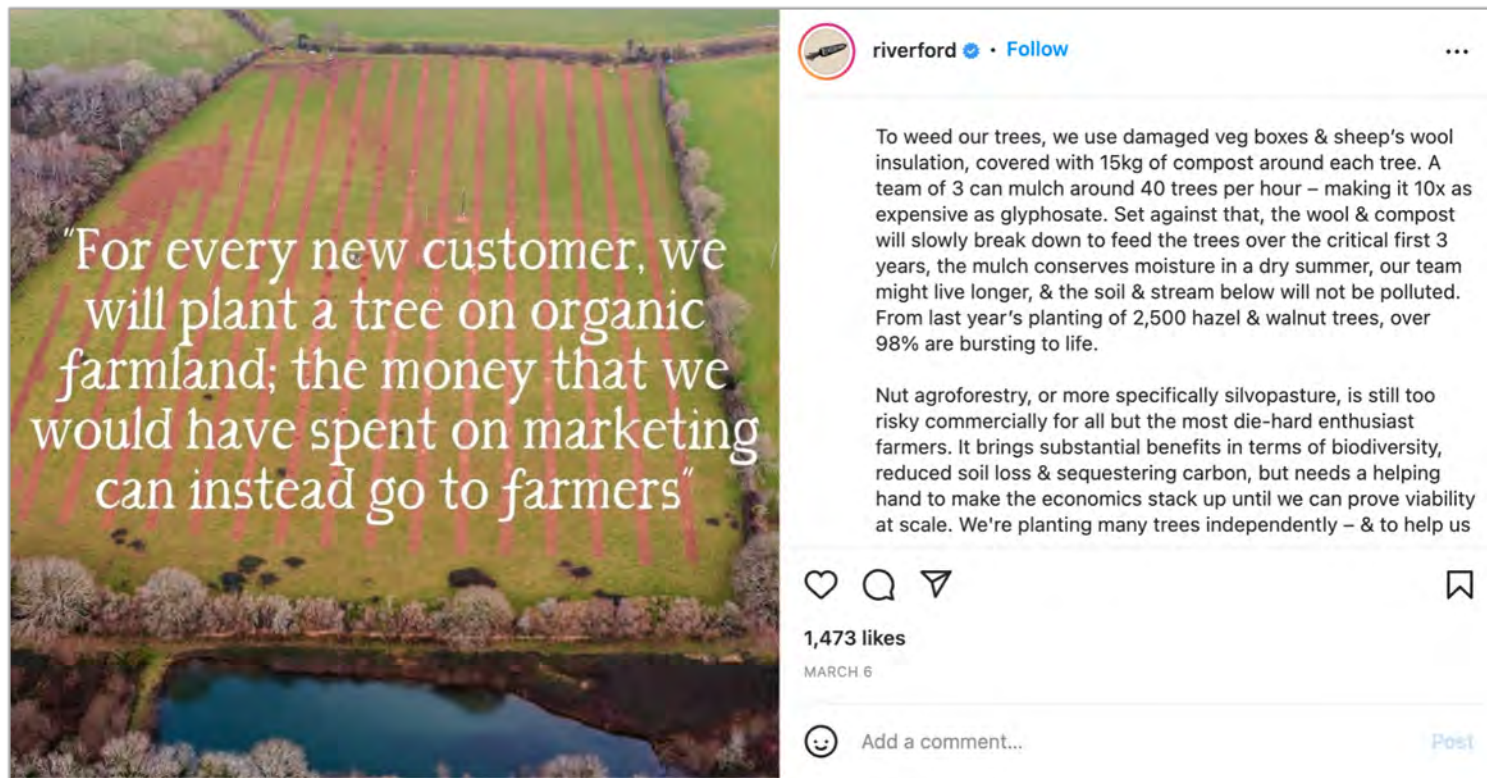 "For every new customer, we
will plant a tree on organic
farmland; the money that we
would have spent on marketing
can instead go to farmers"
riverford • Follow
To weed our trees, we use damaged veg boxes & sheep's wool
insulation, covered with 15kg of compost around each tree. A
team of 3 can mulch around 40 trees per hour – making it 10x as
expensive as glyphosate. Set against that, the wool & compost
will slowly break down to feed the trees over the critical first 3
years, the mulch conserves moisture in a dry summer, our team
might live longer, & the soil & stream below will not be polluted.
From last year's planting of 2,500 hazel & walnut trees, over
98% are bursting to life.
Nut agroforestry, or more specifically silvopasture, is still too
risky commercially for all but the most die-hard enthusiast
farmers. It brings substantial benefits in terms of biodiversity,
reduced soil loss & sequestering carbon, but needs a helping
hand to make the economics stack up until we can prove viability
at scale. We're planting many trees independently – & to help us
1,473 likes
MARCH 6
Add a comment...
Post